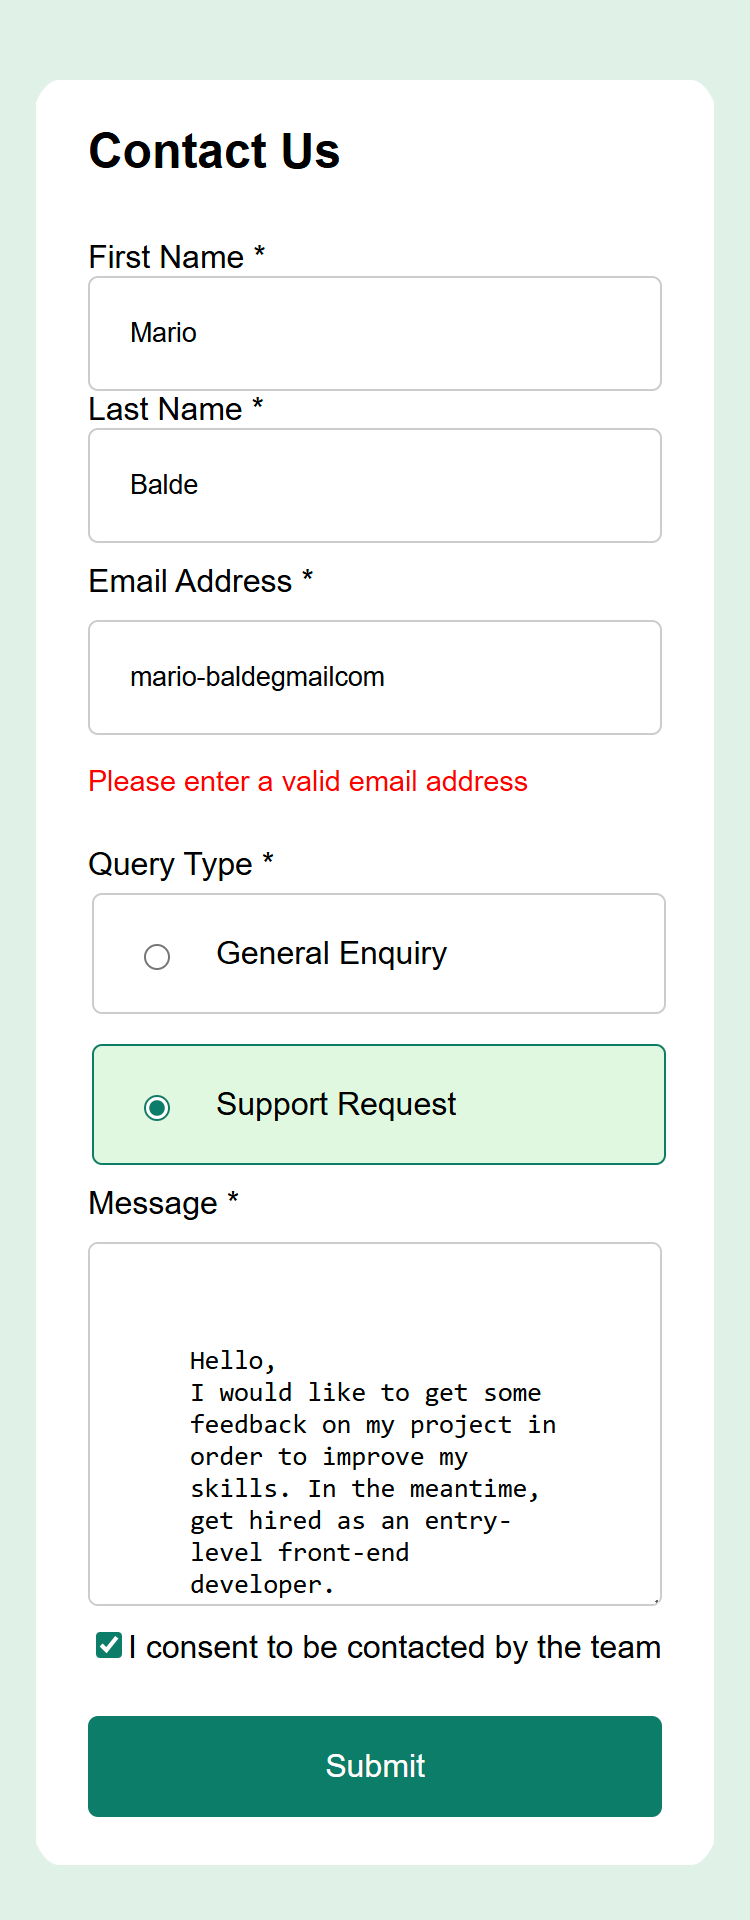 Contact Us
First Name *
Mario
Last Name *
Balde
Email Address *
mario-baldegmailcom
Please enter a valid email address
Query Type *
General Enquiry
Support Request
Message *
Hello,
I would like to get some
feedback on my project in
order to improve my
skills. In the meantime,
get hired as an entry-
level front-end
developer.
I consent to be contacted by the team
Submit